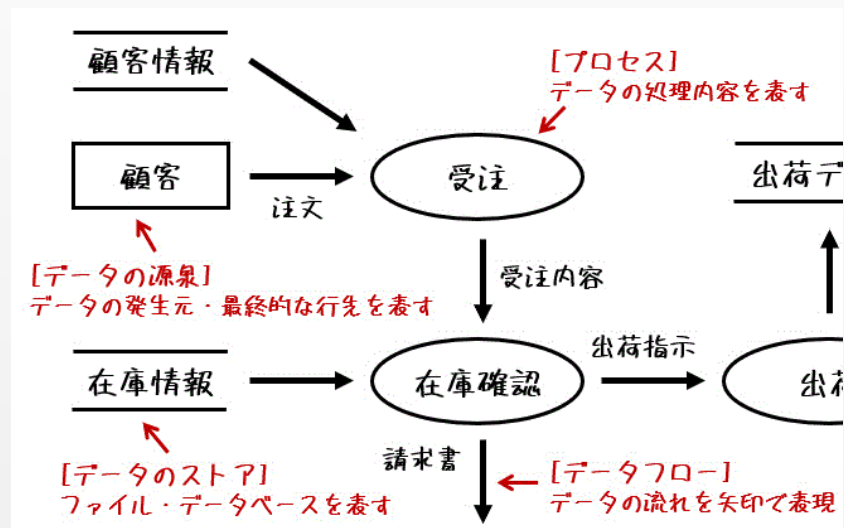 顧客情報
[プロセス]
データの処理内容を表す
顧客
注文
受注
出荷デ
[データの源泉]
データの発生元・最終的な行先を表す
受注内容
在庫情報
在庫確認
出荷指示
出荷
[データのストア]
ファイル・データベースを表す
請求書
[データフロー]
データの流れを矢印で表現